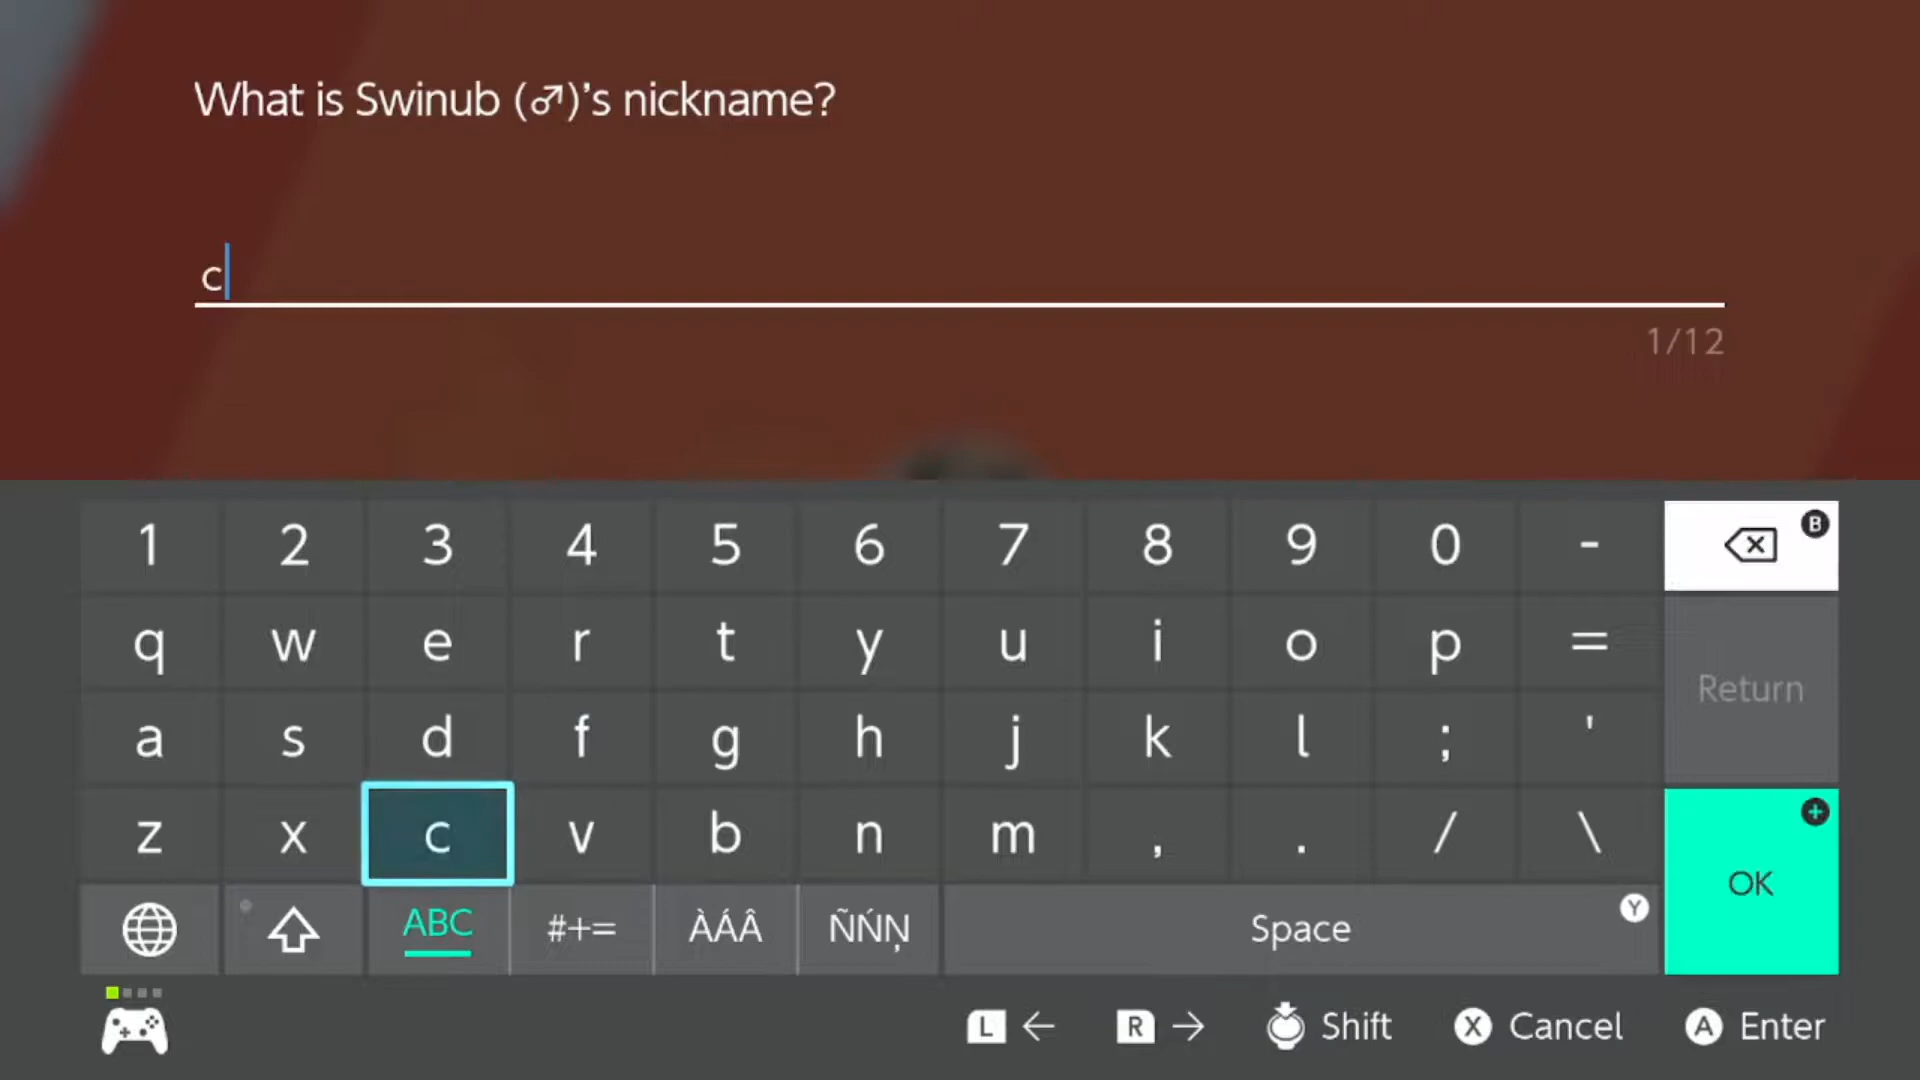 What is Swinub (♂)'s nickname?
c
1/12
1 2 3 4 5 6 7 8 9 0 - B
q w e r t y u i o p =
Return
a s d f g h j k l ; '
z x c v b n m , . / \
OK +
ABC #+= ÀÁÂ ÑŃŅ Space Y
L ← R → Shift X Cancel A Enter